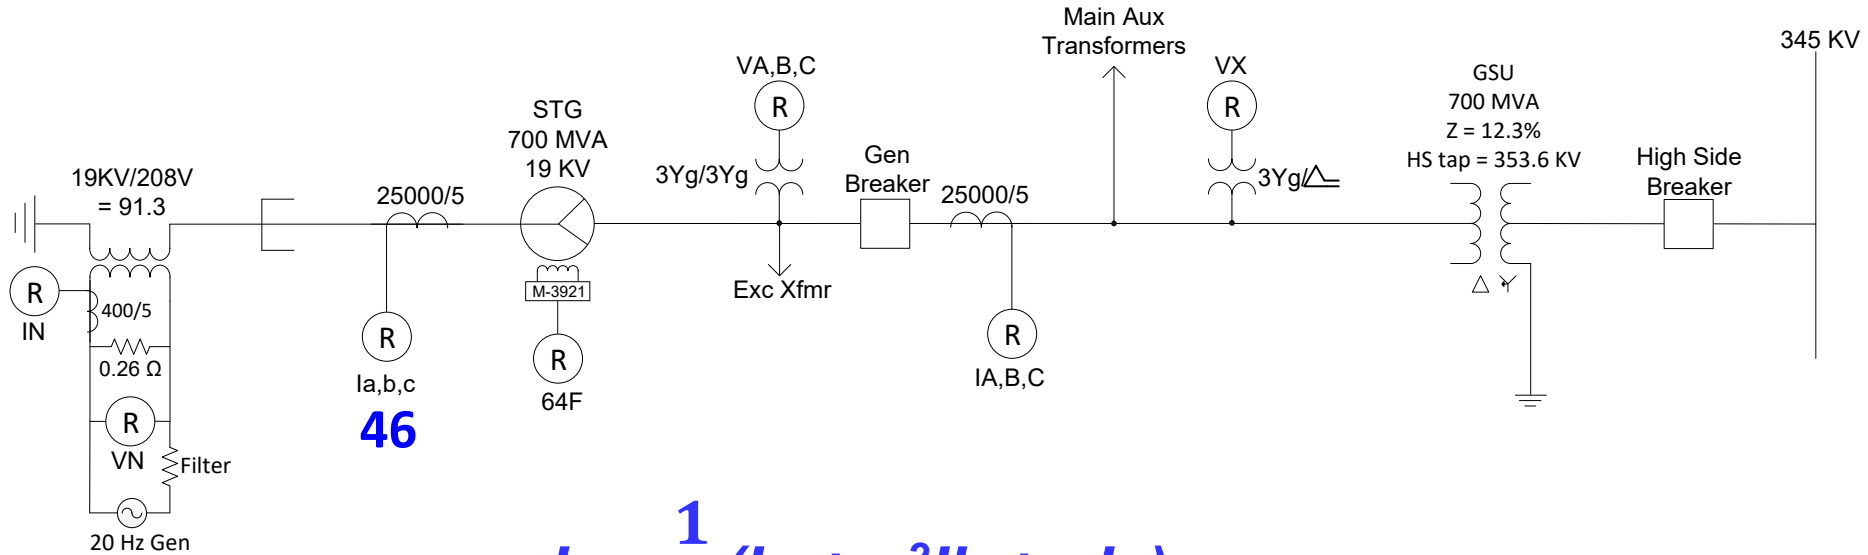 Main Aux
Transformers
345 KV
VA,B,C
R
VX
R
GSU
700 MVA
Z = 12.3%
HS tap = 353.6 KV
STG
700 MVA
19 KV
Gen
Breaker
High Side
Breaker
19KV/208V
= 91.3
25000/5
3Yg/3Yg
25000/5
3Yg/
R
IN
400/5
M-3921
Exc Xfmr
0.26 Ω
R
Ia,b,c
46
R
64F
R
IA,B,C
R
VN
Filter
20 Hz Gen
1